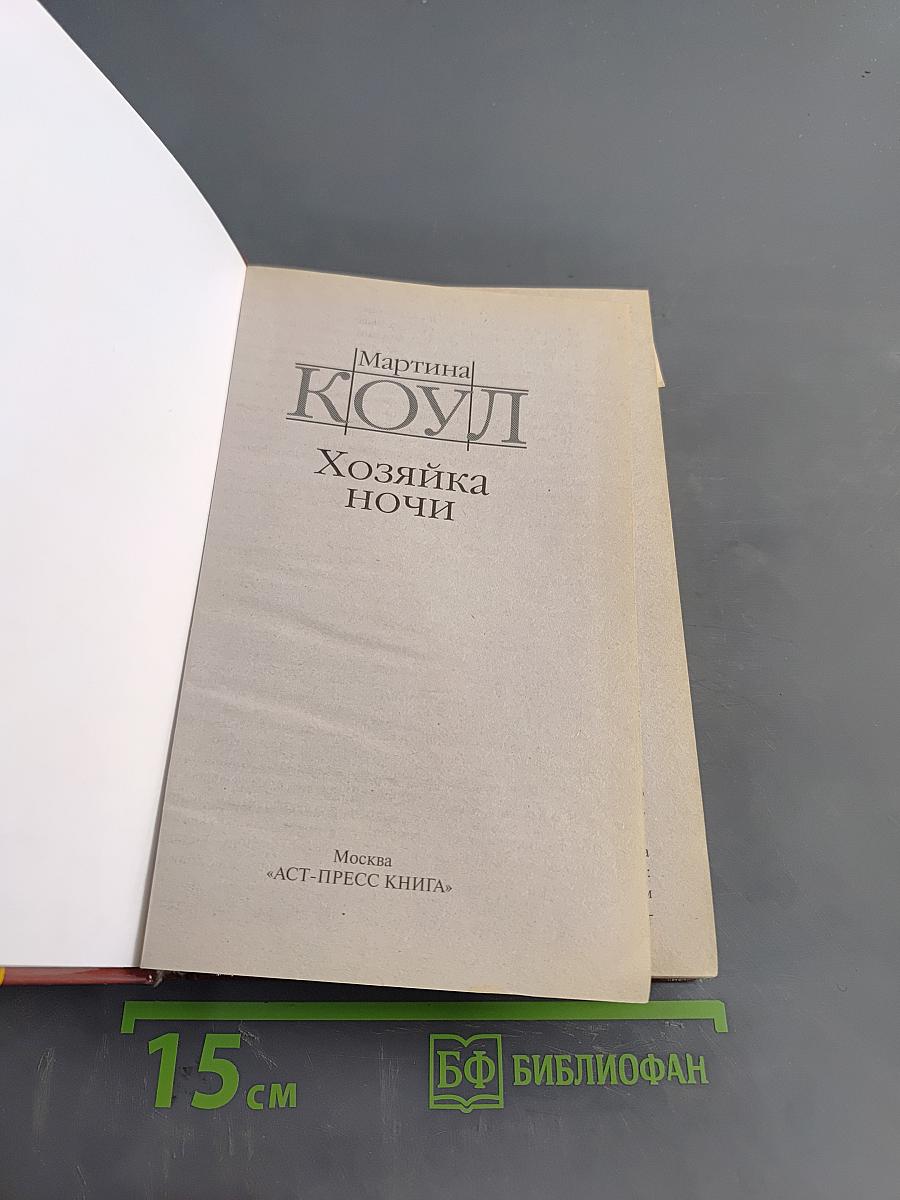 Мартина
КОУЛ
Хозяйка
ночи
Москва
«АСТ-ПРЕСС КНИГА»
а
:
м
–
15 см
БФ БИБЛИОФАН